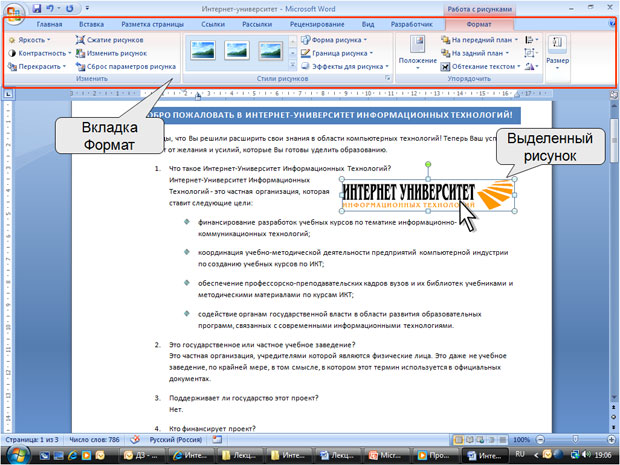 Интернет-университет - Microsoft Word
Работа с рисунками
Главная Вставка Разметка страницы Ссылки Рассылки Рецензирование Вид Разработчик Формат
Яркость
Контрастность
Перекрасить
Сжатие рисунков
Изменить рисунок
Сброс параметров рисунка
Изменить
Форма рисунка
Граница рисунка
Эффекты для рисунка
Стили рисунков
Положение
На передний план
На задний план
Обтекание текстом
Упорядочить
Размер
Вкладка
Формат
Выделенный
рисунок
ОБРО ПОЖАЛОВАТЬ В ИНТЕРНЕТ-УНИВЕРСИТЕТ ИНФОРМАЦИОННЫХ ТЕХНОЛОГИЙ!
ды, что Вы решили расширить свои знания в области компьютерных технологий! Теперь Ваш успе
т от желания и усилий, которые Вы готовы уделить образованию.
1. Что такое Интернет-Университет Информационных Технологий?
Интернет-Университет Информационных
Технологий - это частная организация, которая
ставит следующие цели:
ИНТЕРНЕТ УНИВЕРСИТЕТ
ИНФОРМАЦИОННЫХ ТЕХНОЛОГИЙ
финансирование разработок учебных курсов по тематике информационно-
коммуникационных технологий;
координация учебно-методической деятельности предприятий компьютерной индустрии
по созданию учебных курсов по ИКТ;
обеспечение профессорско-преподавательских кадров вузов и их библиотек учебниками и
методическими материалами по курсам ИКТ;
содействие органам государственной власти в области развития образовательных
программ, связанных с современными информационными технологиями.
2. Это государственное или частное учебное заведение?
Это частная организация, учредителями которой являются физические лица. Это даже не учебное
заведение, по крайней мере, в том смысле, в котором этот термин используется в официальных
документах.
3. Поддерживает ли государство этот проект?
Нет.
4. Кто финансирует проект?
Страница: 1 из 3 Число слов: 786 Русский (Россия) 100%
ДЗ - ... Инте... Лекц... Инте... Лекц... Micr... Про... Инте... RU 19:06